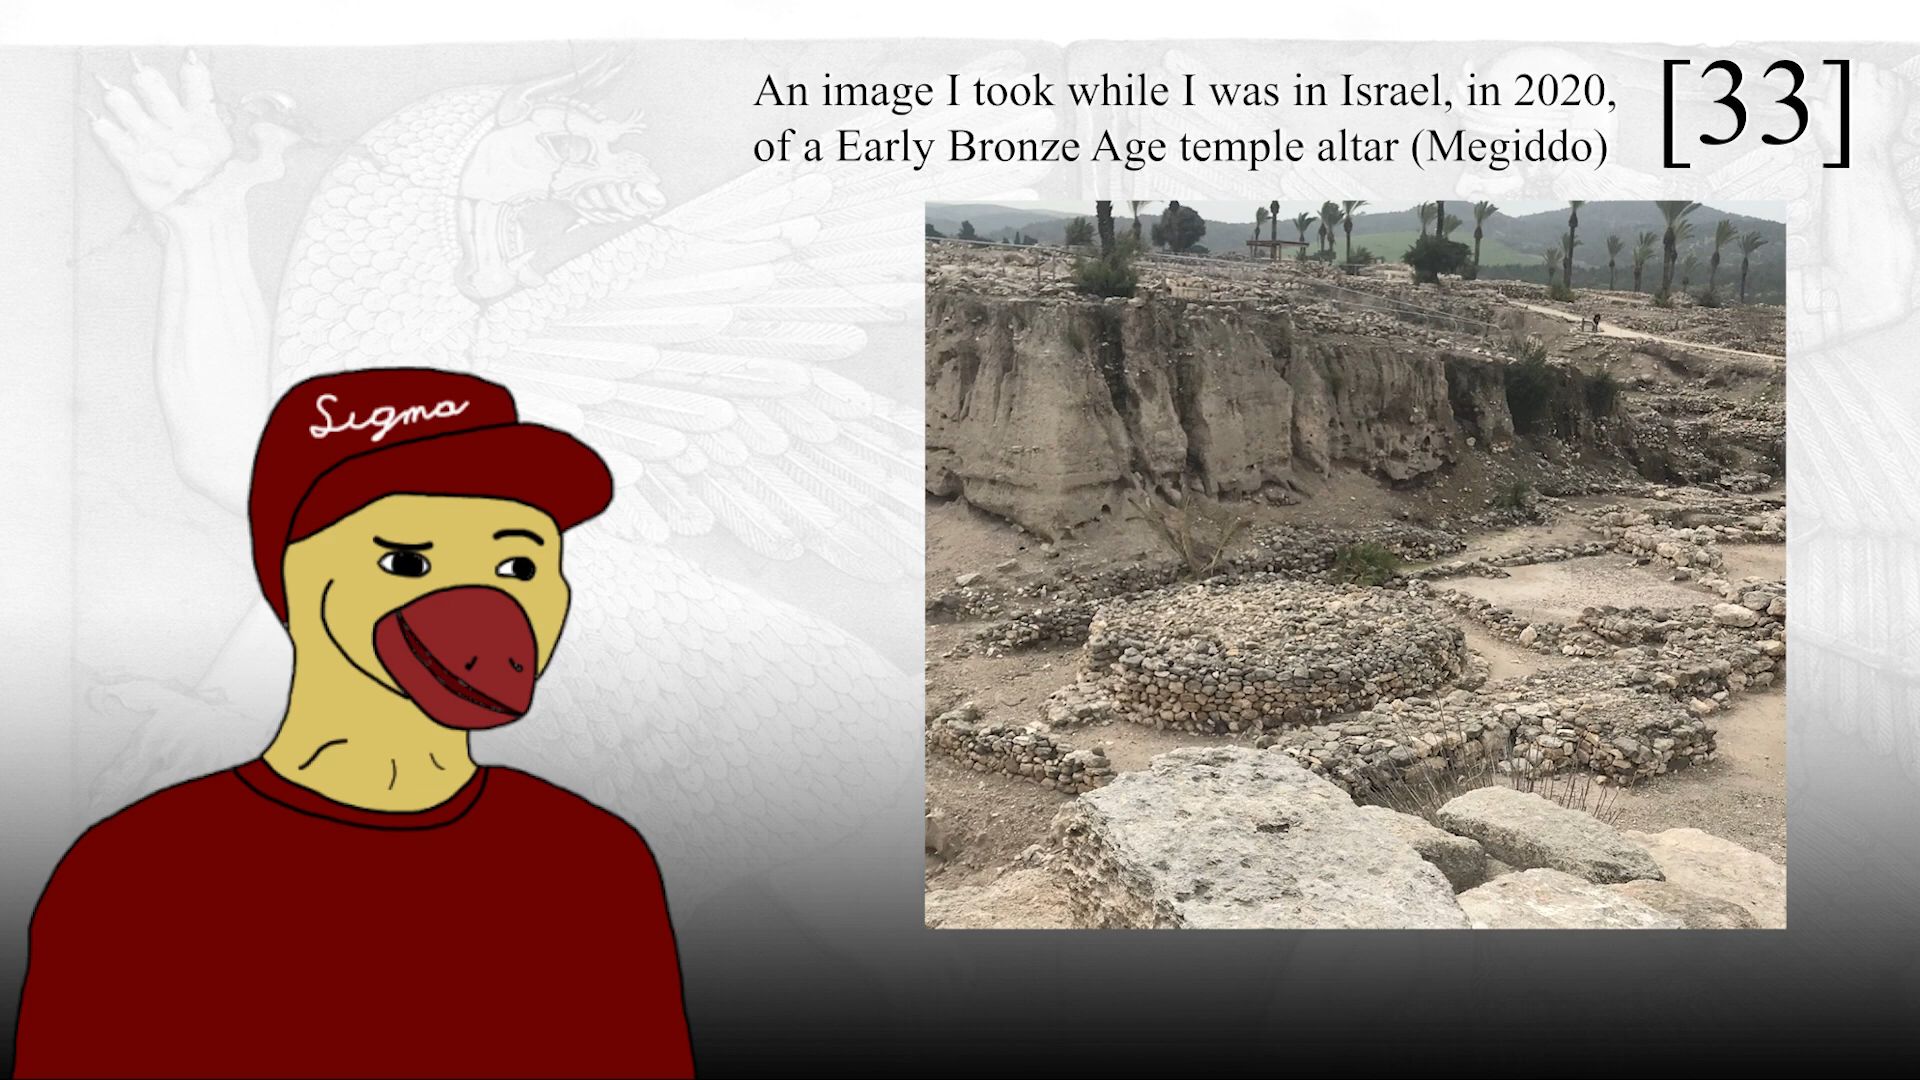 An image I took while I was in Israel, in 2020,
of a Early Bronze Age temple altar (Megiddo)
[33]
Sigma